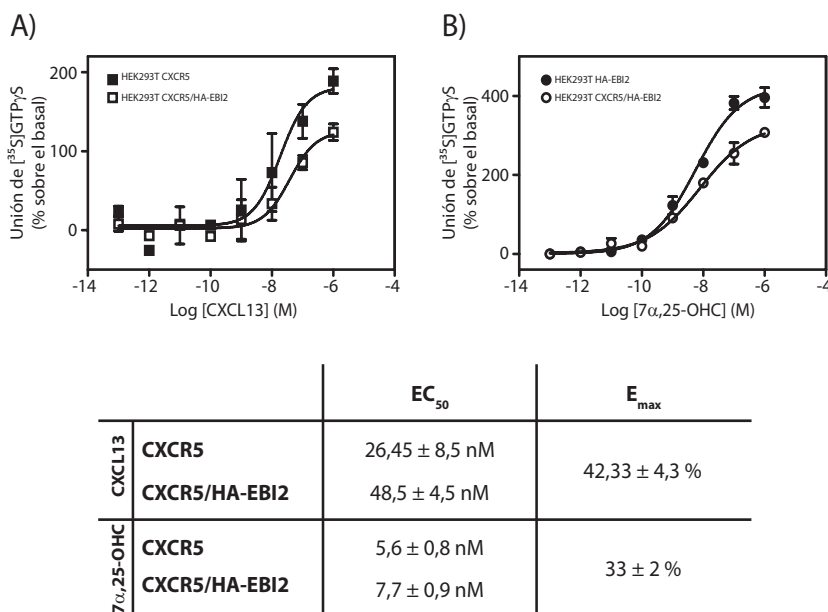 A)
B)
Unión de [³⁵S]GTPγS
(% sobre el basal)
200
100
0
HEK293T CXCR5
HEK293T CXCR5/HA-EBI2
-14
-12
-10
-8
-6
-4
Log [CXCL13] (M)
Unión de [³⁵S]GTPγS
(% sobre el basal)
400
200
0
HEK293T HA-EBI2
HEK293T CXCR5/HA-EBI2
-14
-12
-10
-8
-6
-4
Log [7α,25-OHC] (M)
EC₅₀
Eₘₐₓ
CXCL13
CXCR5
26,45 ± 8,5 nM
42,33 ± 4,3 %
CXCR5/HA-EBI2
48,5 ± 4,5 nM
7α,25-OHC
CXCR5
5,6 ± 0,8 nM
33 ± 2 %
CXCR5/HA-EBI2
7,7 ± 0,9 nM